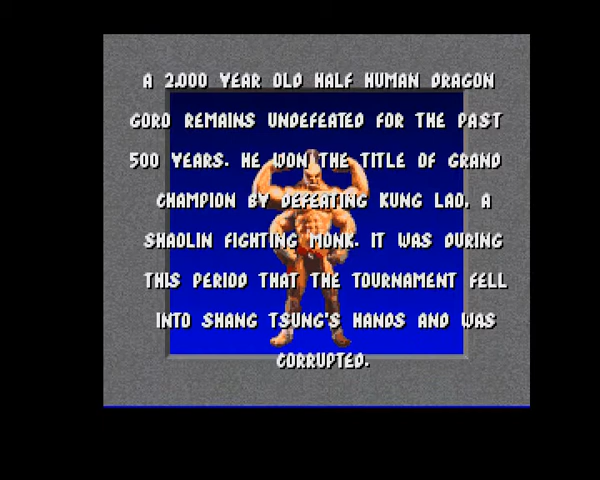 A 2,000 YEAR OLD HALF HUMAN DRAGON
GORO REMAINS UNDEFEATED FOR THE PAST
500 YEARS. HE WON THE TITLE OF GRAND
CHAMPION BY DEFEATING KUNG LAO, A
SHAOLIN FIGHTING MONK. IT WAS DURING
THIS PERIOD THAT THE TOURNAMENT FELL
INTO SHANG TSUNG'S HANDS AND WAS
CORRUPTED.